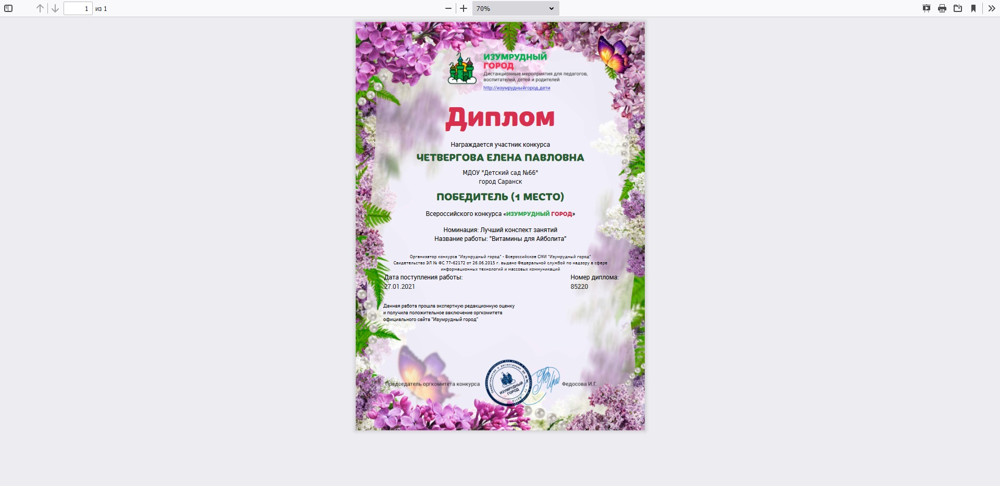 1 из 1
70%
ИЗУМРУДНЫЙ
ГОРОД
Дистанционные мероприятия для педагогов,
воспитателей, детей и родителей
http://изумрудныйгород.дети
Диплом
Награждается участник конкурса
ЧЕТВЕРГОВА ЕЛЕНА ПАВЛОВНА
МДОУ "Детский сад №66"
город Саранск
ПОБЕДИТЕЛЬ (1 МЕСТО)
Всероссийского конкурса «ИЗУМРУДНЫЙ ГОРОД»
Номинация: Лучший конспект занятий
Название работы: "Витамины для Айболита"
Организатор конкурса "Изумрудный город" - Всероссийское СМИ "Изумрудный город"
Свидетельство ЭЛ № ФС 77-62172 от 26.06.2015 г. выдано Федеральной службой по надзору в сфере
информационных технологий и массовых коммуникаций
Дата поступления работы:
27.01.2021
Номер диплома:
85220
Данная работа прошла экспертную редакционную оценку
и получила положительное заключение оргкомитета
официального сайта "Изумрудный город"
Председатель оргкомитета конкурса
ИЗУМРУДНЫЙ
ГОРОД
Федосова И.Г.